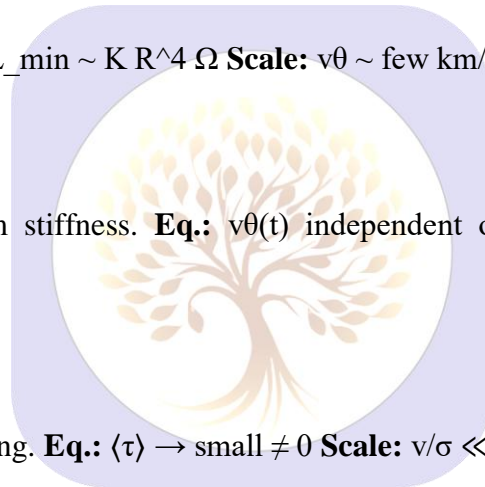 _min ~ K R^4 Ω Scale: vθ ~ few km/
stiffness. Eq.: vθ(t) independent
ng. Eq.: ⟨τ⟩ → small ≠ 0 Scale: v/σ ≪